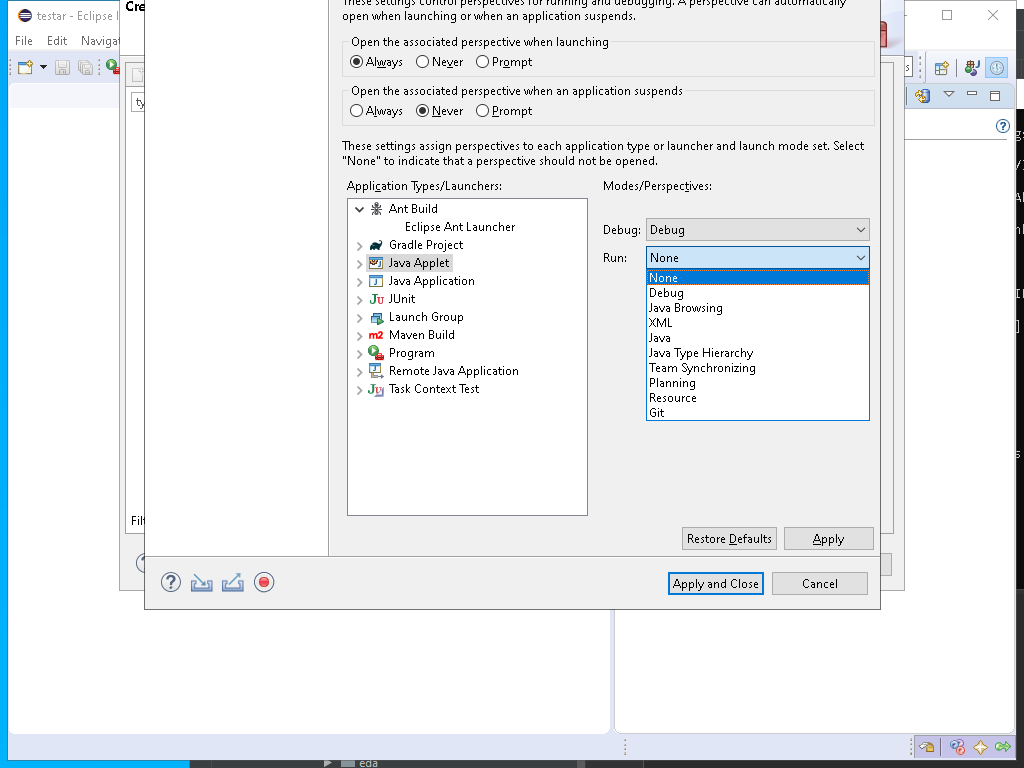 testar - Eclipse I
Cre
These settings control perspectives for running and debugging. A perspective can automatically
open when launching or when an application suspends.
File Edit Navigat
Open the associated perspective when launching
Always Never Prompt
Open the associated perspective when an application suspends
Always Never Prompt
ty
These settings assign perspectives to each application type or launcher and launch mode set. Select
"None" to indicate that a perspective should not be opened.
Application Types/Launchers:
Modes/Perspectives:
Ant Build
Eclipse Ant Launcher
Gradle Project
Java Applet
Java Application
JUnit
Launch Group
Maven Build
Program
Remote Java Application
Task Context Test
Debug: Debug
Run: None
None
Debug
Java Browsing
XML
Java
Java Type Hierarchy
Team Synchronizing
Planning
Resource
Git
Filt
Restore Defaults Apply
Apply and Close Cancel
eda